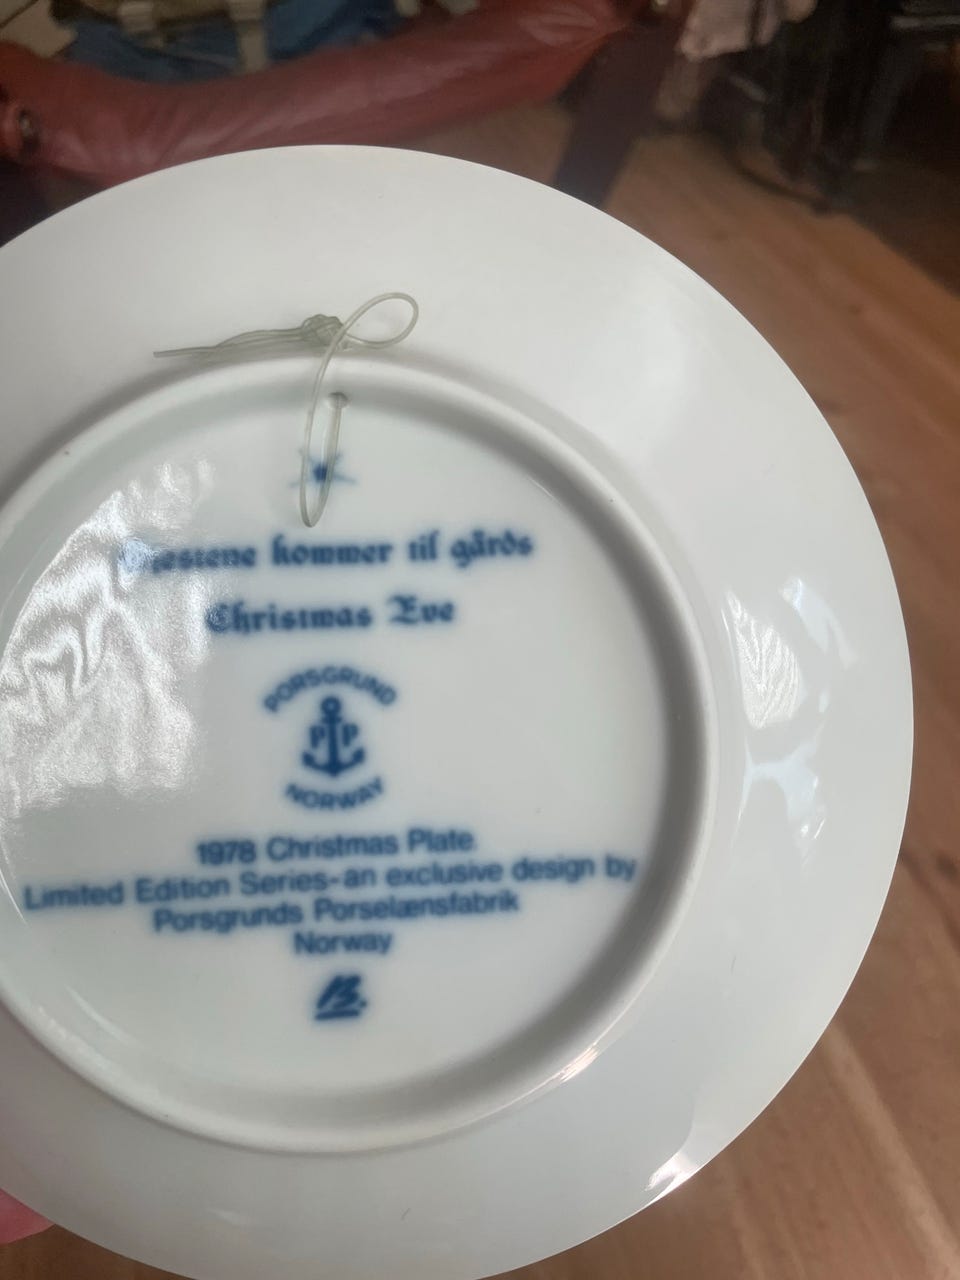 kommer til gårds
Christmas Eve
PORSGRUND
PP
NORWAY
1978 Christmas Plate
Limited Edition Series-an exclusive design by
Porsgrunds Porselænsfabrik
Norway